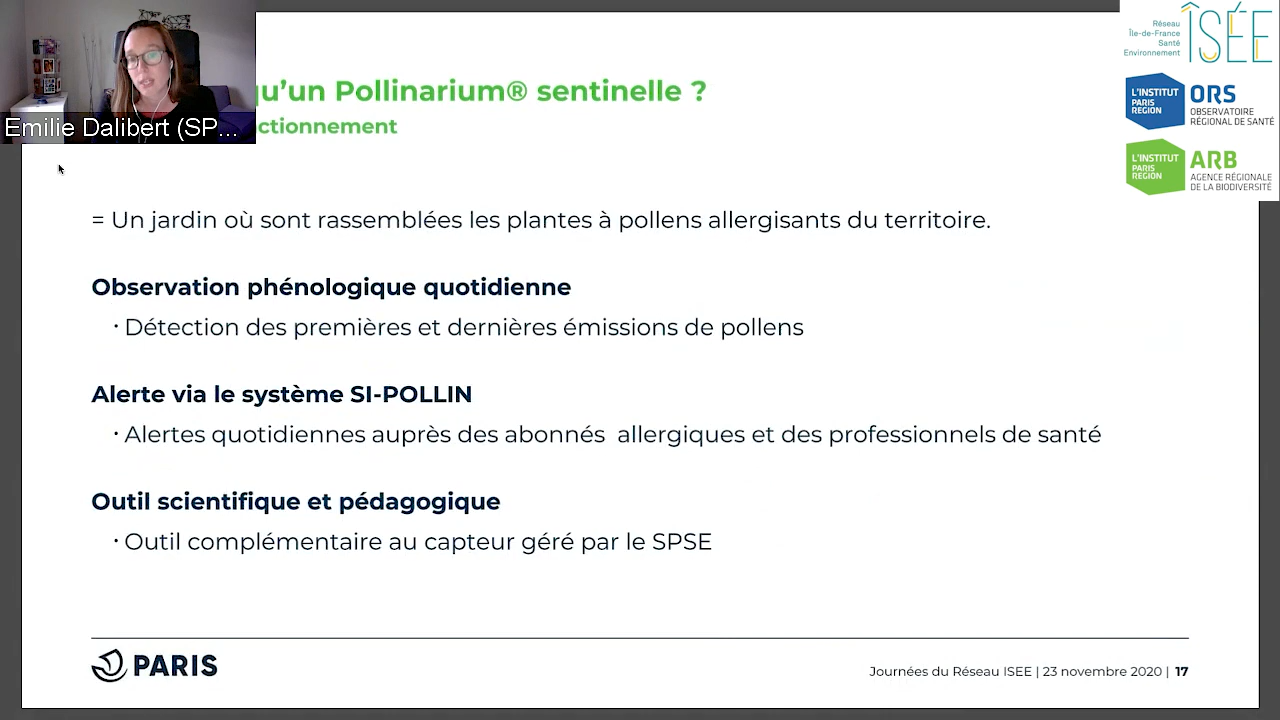 Emilie Dalibert (SP...
qu'un Pollinarium® sentinelle ?
ctionnement
Réseau
Île-de-France
Santé
Environnement
ÎSÉE
L'INSTITUT
PARIS
REGION
ORS
OBSERVATOIRE
RÉGIONAL DE SANTÉ
L'INSTITUT
PARIS
REGION
ARB
AGENCE RÉGIONALE
DE LA BIODIVERSITÉ
= Un jardin où sont rassemblées les plantes à pollens allergisants du territoire.
Observation phénologique quotidienne
· Détection des premières et dernières émissions de pollens
Alerte via le système SI-POLLIN
· Alertes quotidiennes auprès des abonnés  allergiques et des professionnels de santé
Outil scientifique et pédagogique
· Outil complémentaire au capteur géré par le SPSE
PARIS
Journées du Réseau ISEE | 23 novembre 2020 | 17